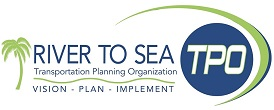 RIVER TO SEA
Transportation Planning Organization
VISION - PLAN - IMPLEMENT
TPO